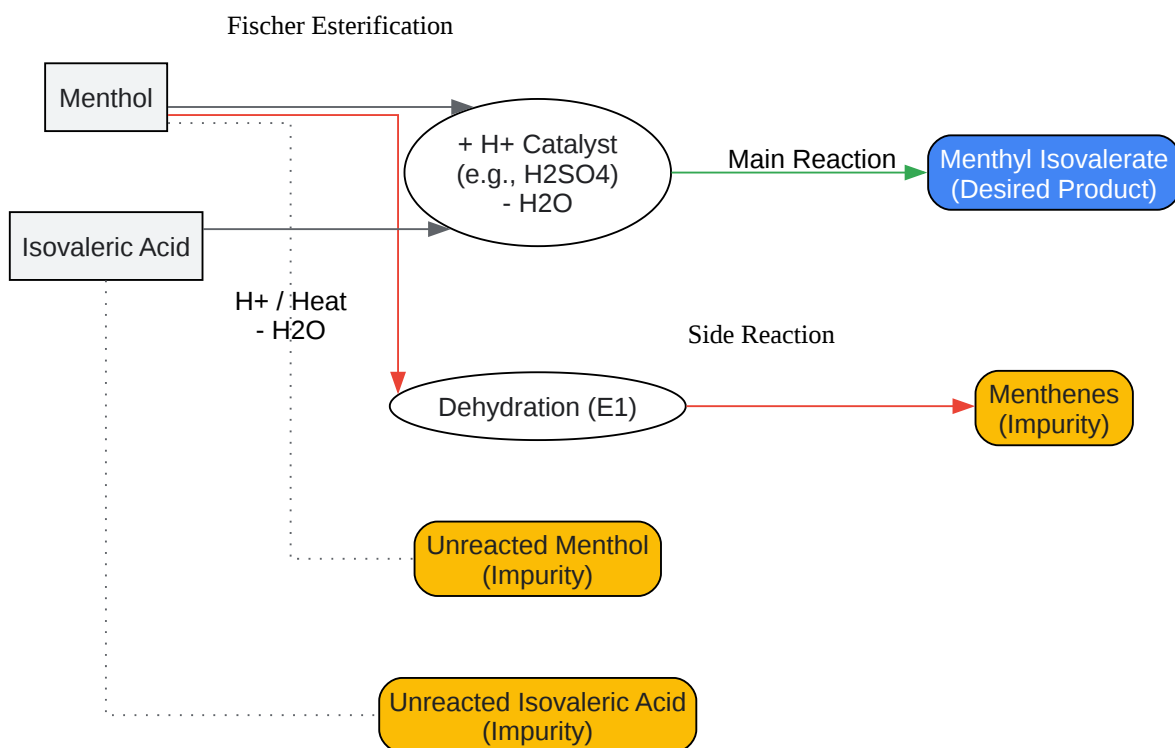 Fischer Esterification
Menthol
+ H+ Catalyst
(e.g., H2SO4)
- H2O
Main Reaction
Menthyl Isovalerate
(Desired Product)
Isovaleric Acid
H+ / Heat
- H2O
Side Reaction
Dehydration (E1)
Menthenes
(Impurity)
Unreacted Menthol
(Impurity)
Unreacted Isovaleric Acid
(Impurity)